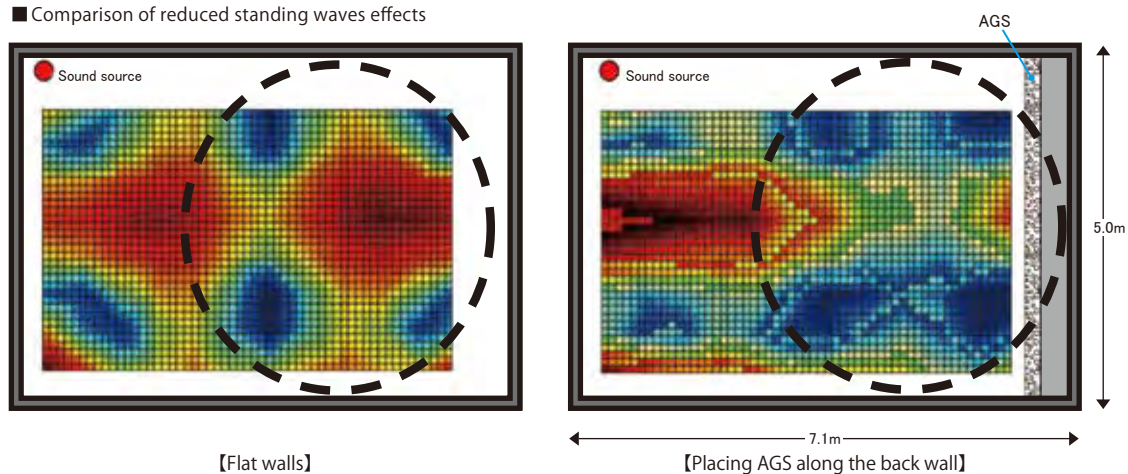 ■ Comparison of reduced standing waves effects
AGS
Sound source
Sound source
5.0m
7.1m
【Flat walls】
【Placing AGS along the back wall】